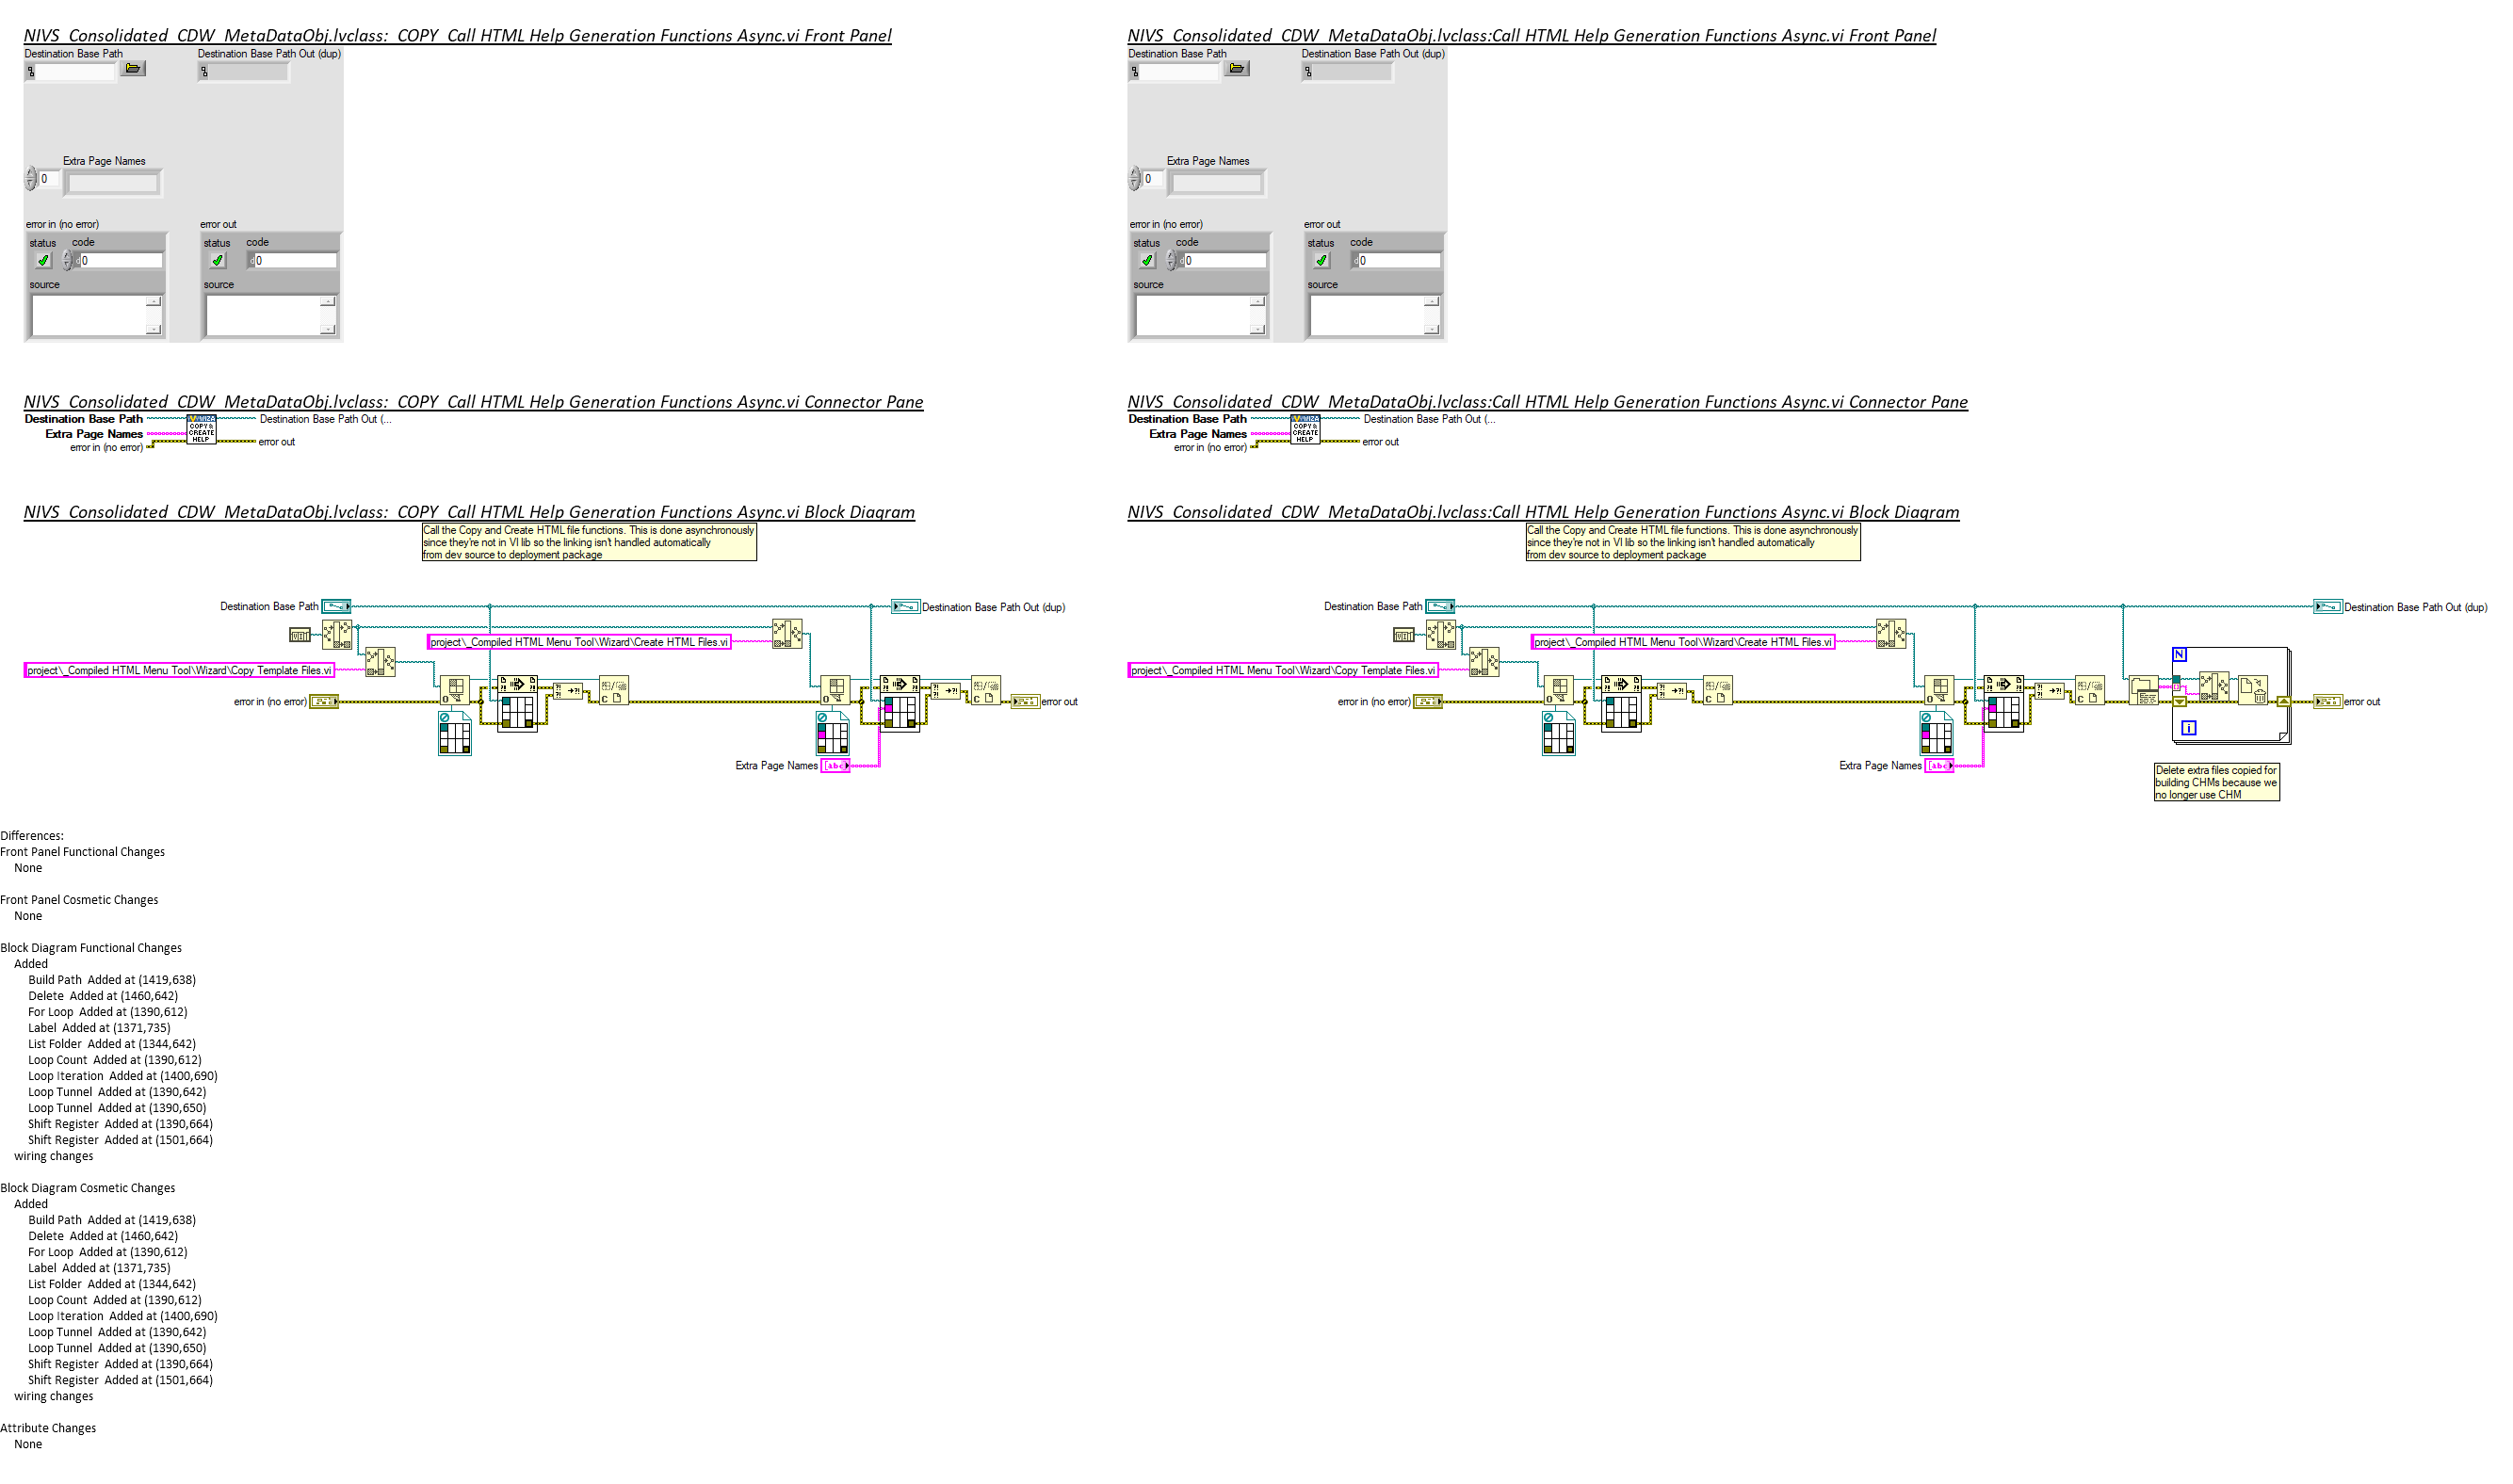 NIVS_Consolidated_CDW_MetaDataObj.lvclass:_COPY_Call HTML Help Generation Functions Async.vi Front Panel
Destination Base Path
Destination Base Path Out (dup)
Extra Page Names
0
error in (no error)
error out
status
code
status
code
0
0
source
source
NIVS_Consolidated_CDW_MetaDataObj.lvclass:_COPY_Call HTML Help Generation Functions Async.vi Connector Pane
Destination Base Path
Destination Base Path Out (...
Extra Page Names
COPY & CREATE HELP
error in (no error)
error out
NIVS_Consolidated_CDW_MetaDataObj.lvclass:_COPY_Call HTML Help Generation Functions Async.vi Block Diagram
Call the Copy and Create HTML file functions. This is done asynchronously
since they're not in VI lib so the linking isn't handled automatically
from dev source to deployment package
Destination Base Path
Destination Base Path Out (dup)
project\_Compiled HTML Menu Tool\Wizard\Create HTML Files.vi
project\_Compiled HTML Menu Tool\Wizard\Copy Template Files.vi
error in (no error)
error out
Extra Page Names
abc
NIVS_Consolidated_CDW_MetaDataObj.lvclass:Call HTML Help Generation Functions Async.vi Front Panel
Destination Base Path
Destination Base Path Out (dup)
Extra Page Names
0
error in (no error)
error out
status
code
status
code
0
0
source
source
NIVS_Consolidated_CDW_MetaDataObj.lvclass:Call HTML Help Generation Functions Async.vi Connector Pane
Destination Base Path
Destination Base Path Out (...
Extra Page Names
COPY & CREATE HELP
error in (no error)
error out
NIVS_Consolidated_CDW_MetaDataObj.lvclass:Call HTML Help Generation Functions Async.vi Block Diagram
Call the Copy and Create HTML file functions. This is done asynchronously
since they're not in VI lib so the linking isn't handled automatically
from dev source to deployment package
Destination Base Path
Destination Base Path Out (dup)
project\_Compiled HTML Menu Tool\Wizard\Create HTML Files.vi
project\_Compiled HTML Menu Tool\Wizard\Copy Template Files.vi
N
error in (no error)
error out
i
Extra Page Names
abc
Delete extra files copied for
building CHMs because we
no longer use CHM
Differences:
Front Panel Functional Changes
None
Front Panel Cosmetic Changes
None
Block Diagram Functional Changes
Added
Build Path Added at (1419,638)
Delete Added at (1460,642)
For Loop Added at (1390,612)
Label Added at (1371,735)
List Folder Added at (1344,642)
Loop Count Added at (1390,612)
Loop Iteration Added at (1400,690)
Loop Tunnel Added at (1390,642)
Loop Tunnel Added at (1390,650)
Shift Register Added at (1390,664)
Shift Register Added at (1501,664)
wiring changes
Block Diagram Cosmetic Changes
Added
Build Path Added at (1419,638)
Delete Added at (1460,642)
For Loop Added at (1390,612)
Label Added at (1371,735)
List Folder Added at (1344,642)
Loop Count Added at (1390,612)
Loop Iteration Added at (1400,690)
Loop Tunnel Added at (1390,642)
Loop Tunnel Added at (1390,650)
Shift Register Added at (1390,664)
Shift Register Added at (1501,664)
wiring changes
Attribute Changes
None